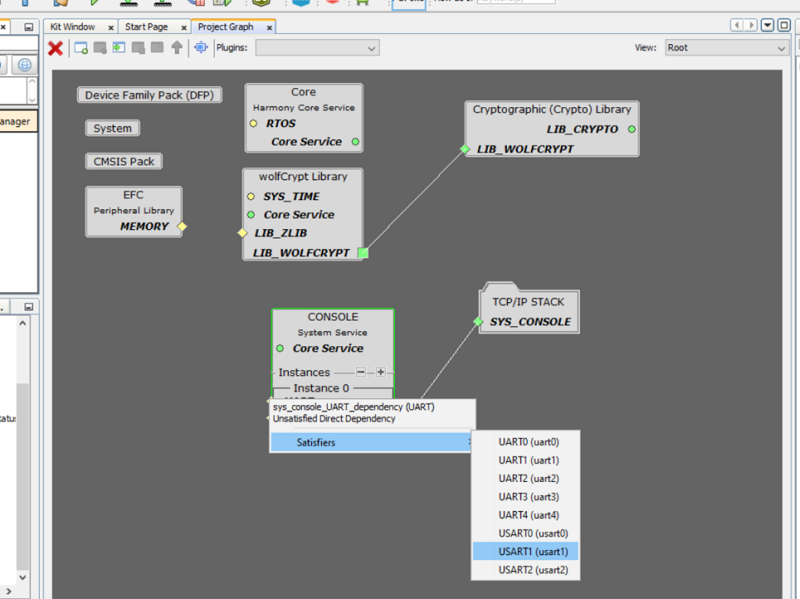 Kit Window
Start Page
Project Graph
Plugins:
View:
Root
anager
Device Family Pack (DFP)
System
CMSIS Pack
EFC
Peripheral Library
MEMORY
Core
Harmony Core Service
RTOS
Core Service
wolfCrypt Library
SYS_TIME
Core Service
LIB_ZLIB
LIB_WOLFCRYPT
Cryptographic (Crypto) Library
LIB_CRYPTO
LIB_WOLFCRYPT
TCP/IP STACK
SYS_CONSOLE
CONSOLE
System Service
Core Service
Instances
Instance 0
sys_console_UART_dependency (UART)
Unsatisfied Direct Dependency
Satisfiers
UART0 (uart0)
UART1 (uart1)
UART2 (uart2)
UART3 (uart3)
UART4 (uart4)
USART0 (usart0)
USART1 (usart1)
USART2 (usart2)